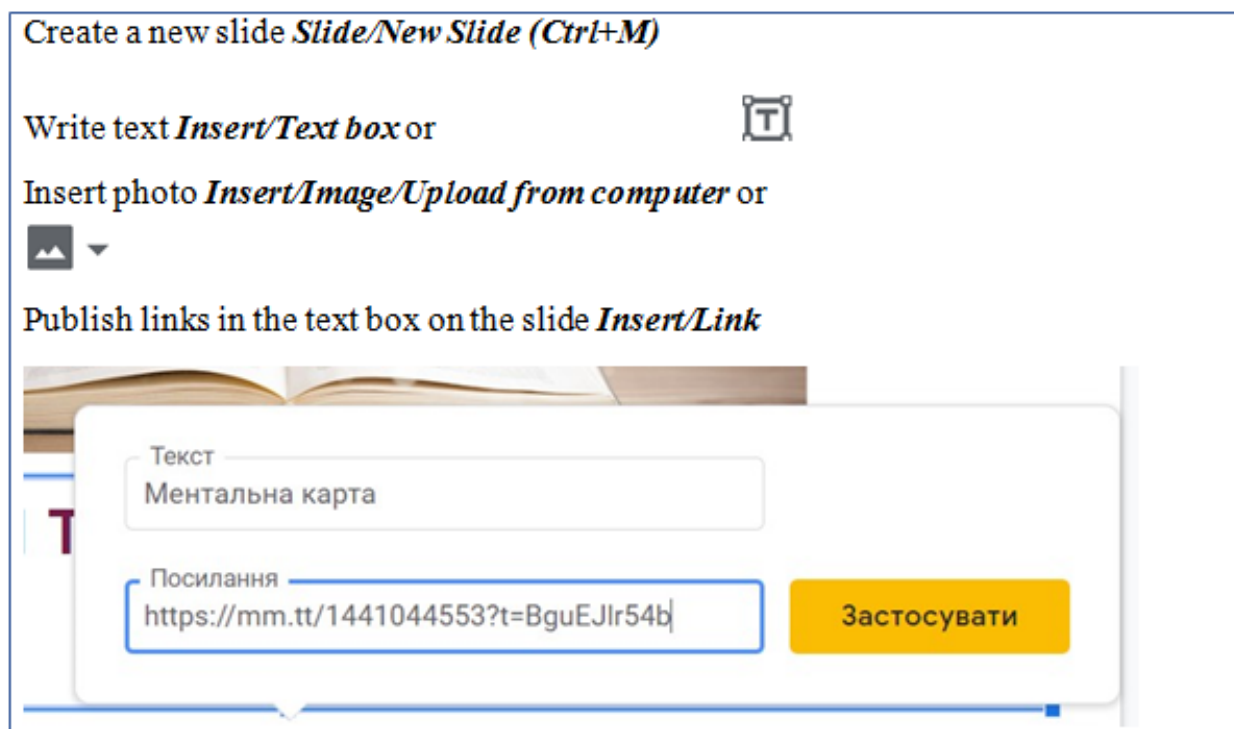 Create a new slide Slide/New Slide (Ctrl+M)
Write text Insert/Text box or
Insert photo Insert/Image/Upload from computer or
Publish links in the text box on the slide Insert/Link
Текст
Ментальна карта
Т
Посилання
https://mm.tt/1441044553?t=BguEJlr54b
Застосувати